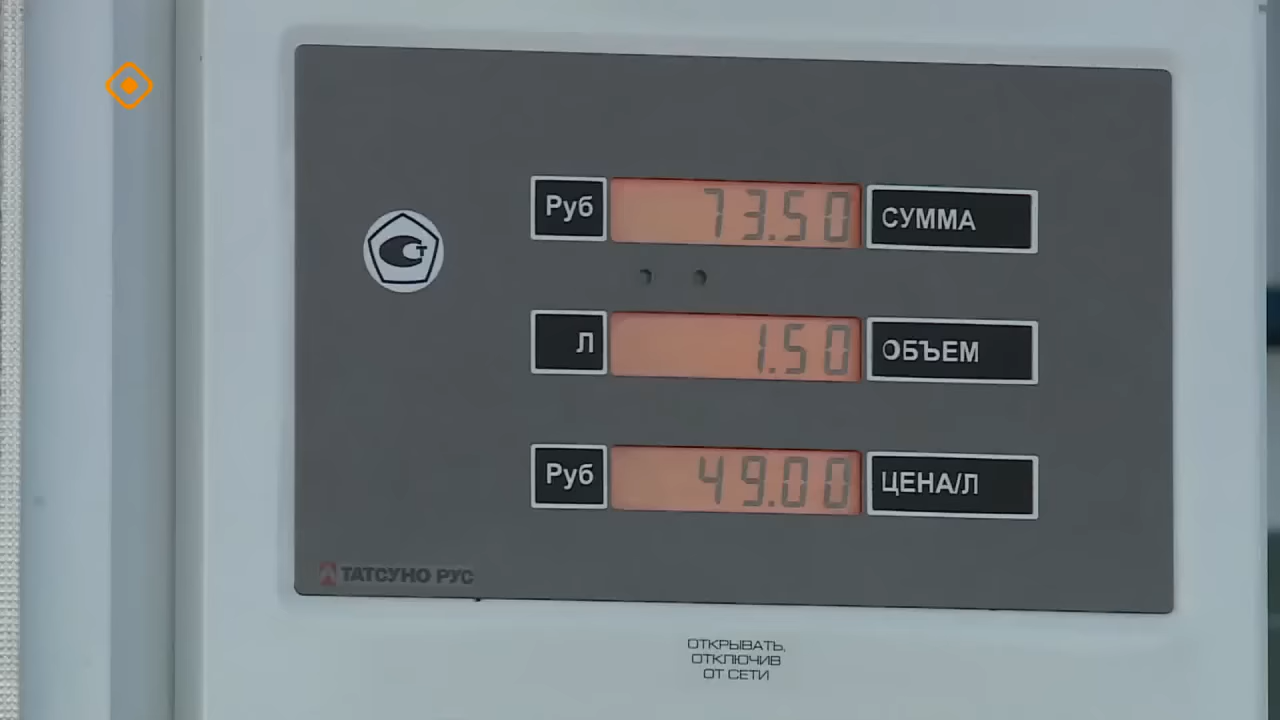 Руб 73.50 СУММА
Л 1.50 ОБЪЕМ
Руб 49.00 ЦЕНА/Л
ТАТСУНО РУС
ОТКРЫВАТЬ,
ОТКЛЮЧИВ
ОТ СЕТИ